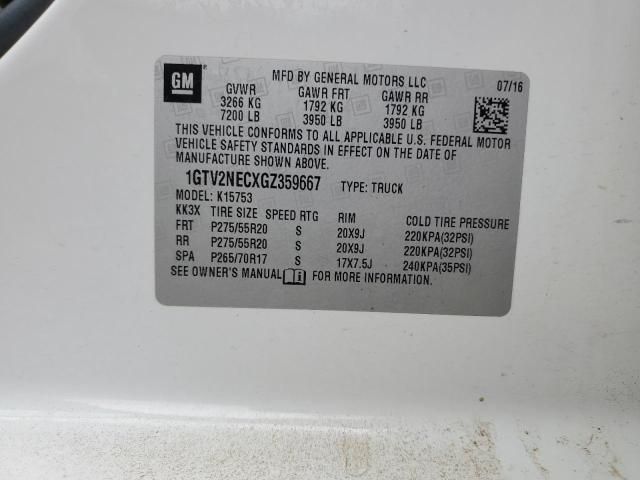 GM
MFD BY GENERAL MOTORS LLC 07/16
GVWR GAWR FRT GAWR RR
3266 KG 1792 KG 1792 KG
7200 LB 3950 LB 3950 LB
THIS VEHICLE CONFORMS TO ALL APPLICABLE U.S. FEDERAL MOTOR
VEHICLE SAFETY STANDARDS IN EFFECT ON THE DATE OF
MANUFACTURE SHOWN ABOVE.
1GTV2NECXGZ359667 TYPE: TRUCK
MODEL: K15753
KK3X TIRE SIZE SPEED RTG RIM COLD TIRE PRESSURE
FRT P275/55R20 S 20X9J 220KPA(32PSI)
RR P275/55R20 S 20X9J 220KPA(32PSI)
SPA P265/70R17 S 17X7.5J 240KPA(35PSI)
SEE OWNER'S MANUAL FOR MORE INFORMATION.